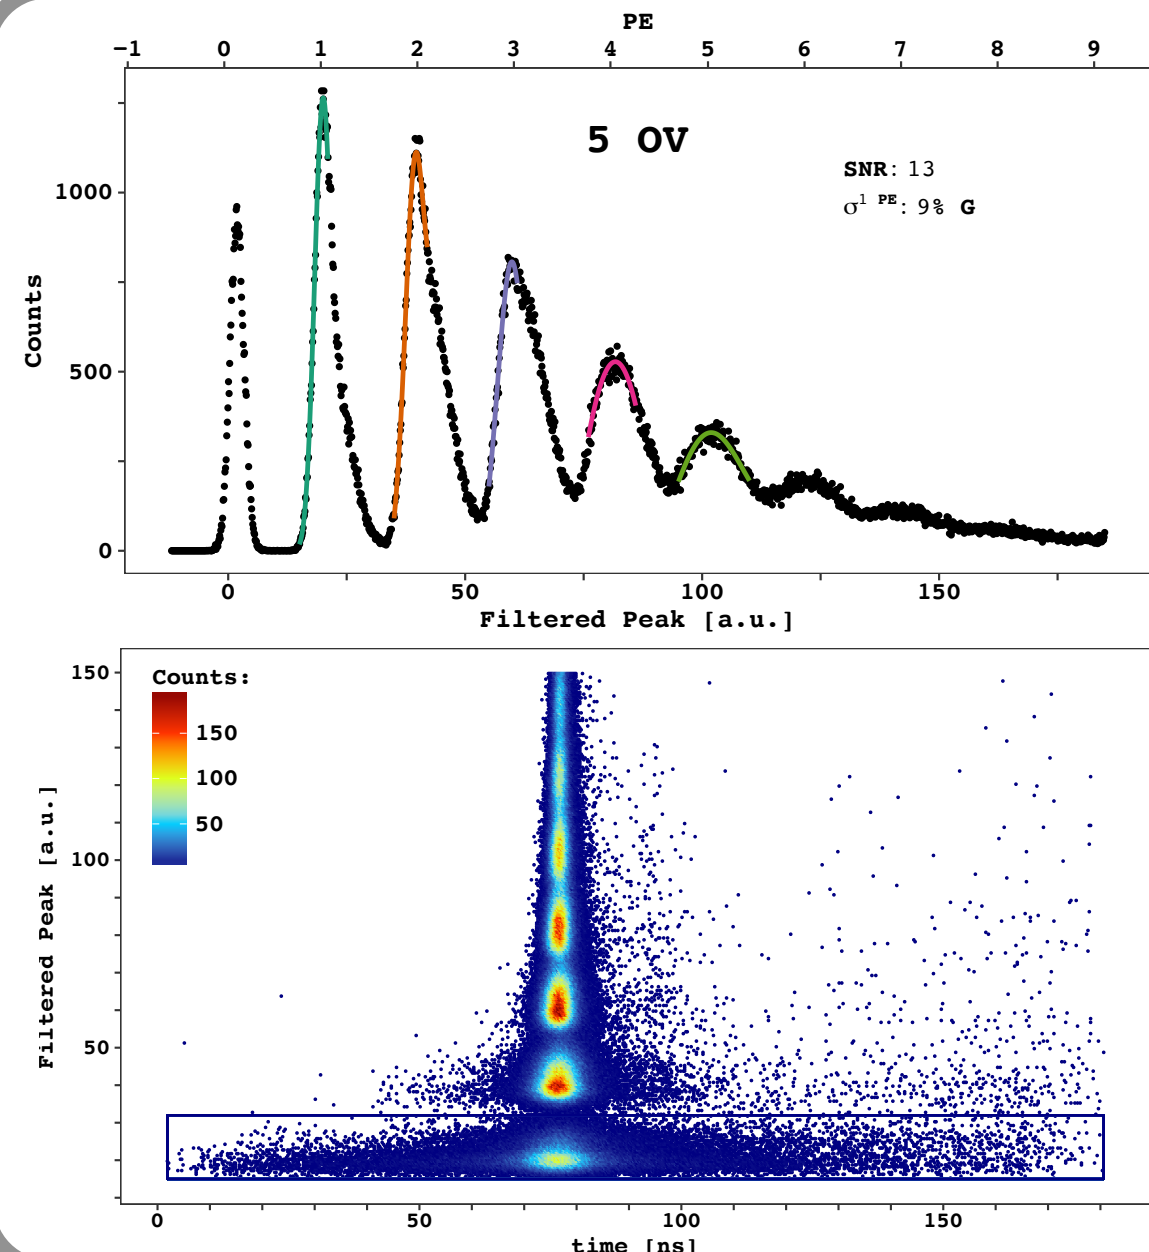 PE
−1 0 1 2 3 4 5 6 7 8 9
5 OV
SNR: 13
σ1 PE: 9% G
1000
500
0
Counts
0 50 100 150
Filtered Peak [a.u.]
Counts:
150
100
50
150
100
50
Filtered Peak [a.u.]
0 50 100 150
time [ns]